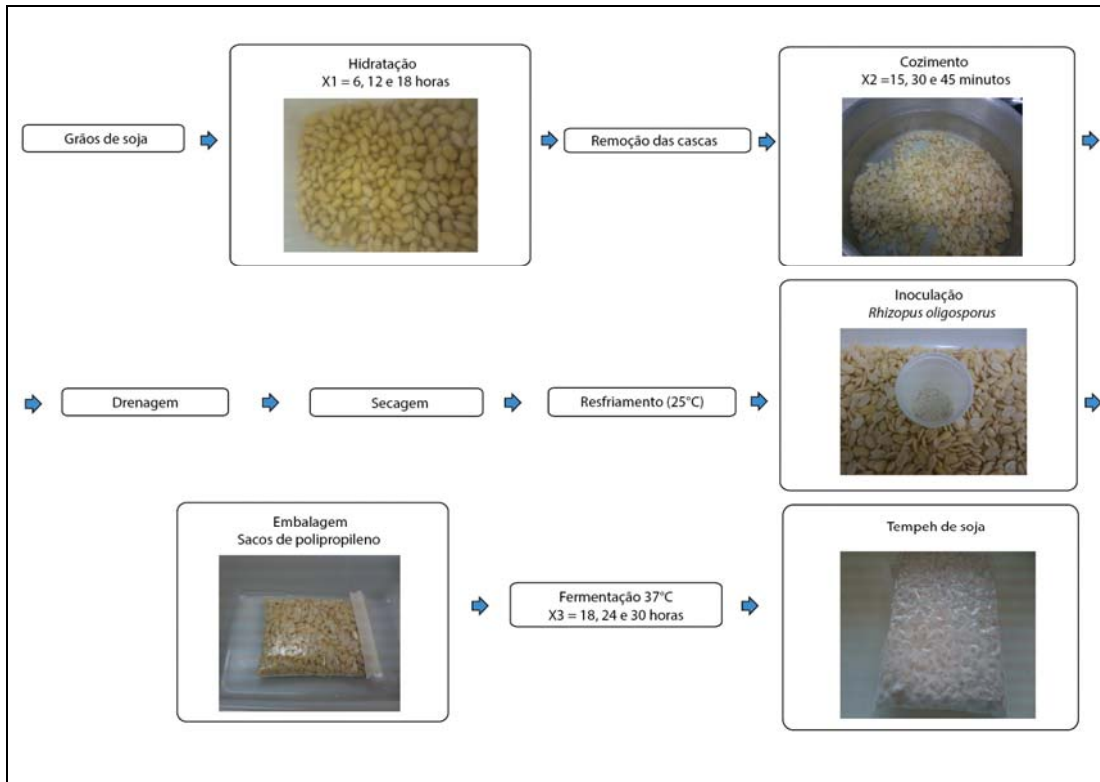 Grãos de soja
Hidratação
X1 = 6, 12 e 18 horas
Remoção das cascas
Cozimento
X2 =15, 30 e 45 minutos
Drenagem
Secagem
Resfriamento (25°C)
Inoculação
Rhizopus oligosporus
Embalagem
Sacos de polipropileno
Fermentação 37°C
X3 = 18, 24 e 30 horas
Tempeh de soja